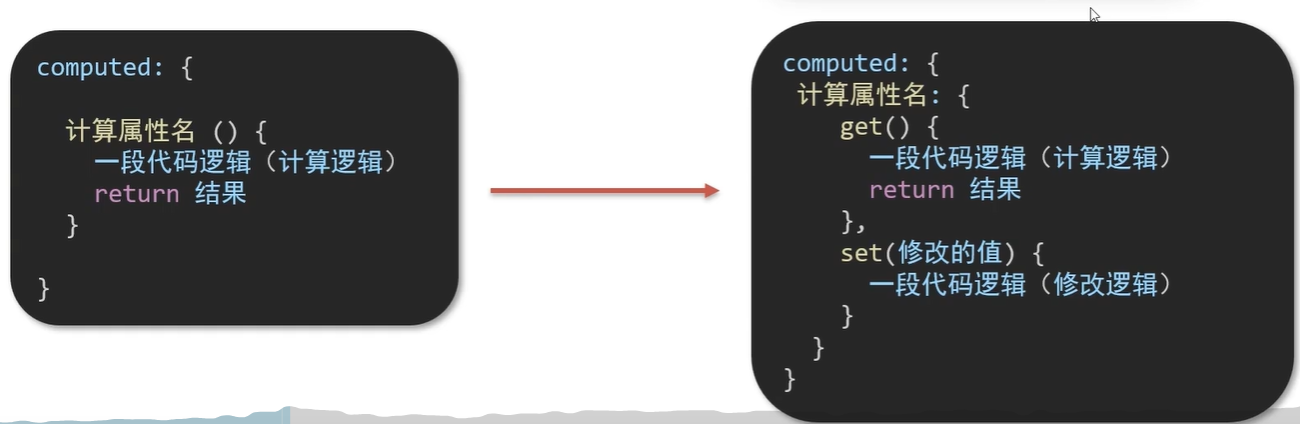 computed: {
计算属性名 () {
一段代码逻辑（计算逻辑）
return 结果
}
}
computed: {
计算属性名: {
get() {
一段代码逻辑（计算逻辑）
return 结果
},
set(修改的值) {
一段代码逻辑（修改逻辑）
}
}
}